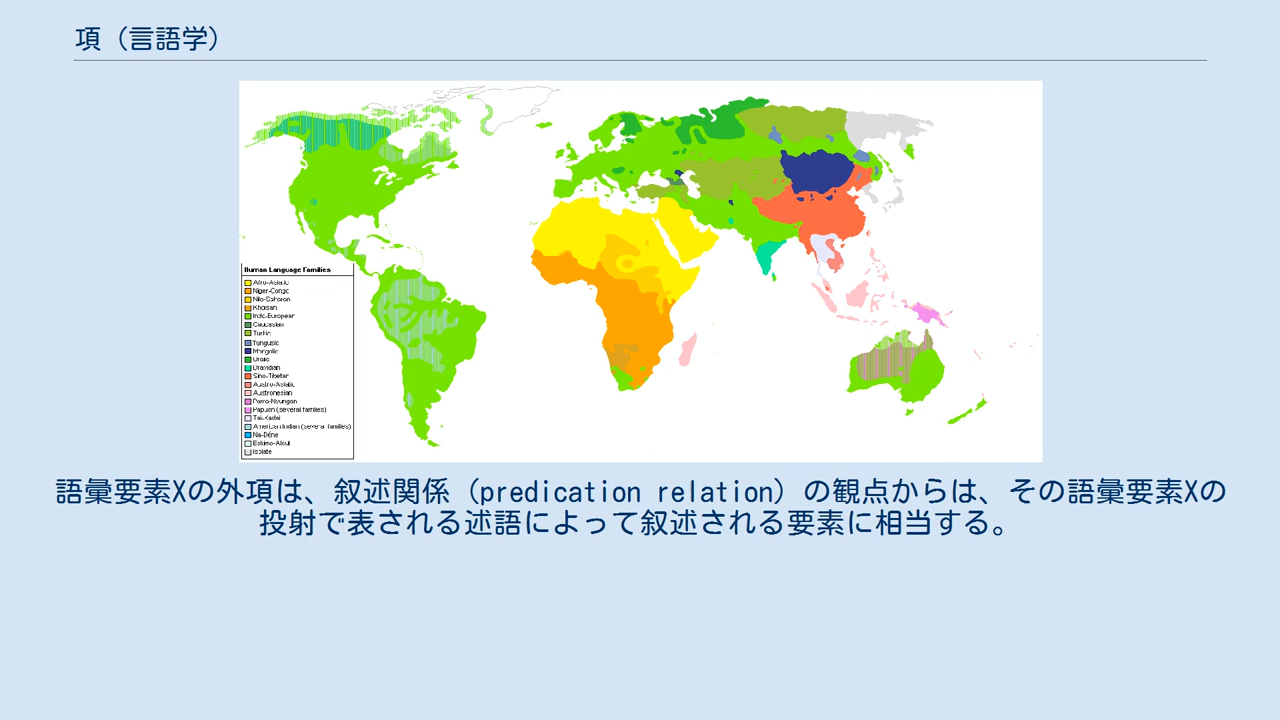 項（言語学）
Human Language Families
Afro-Asiatic
Niger-Congo
Nilo-Saharan
Khoisan
Indo-European
Caucasian
Turkic
Tungusic
Mongolic
Uralic
Dravidian
Sino-Tibetan
Austro-Asiatic
Austronesian
Pama-Nyungan
Papuan (several families)
Tai-Kadai
American Indian (several families)
Na-Dené
Eskimo-Aleut
Isolate
語彙要素Xの外項は、叙述関係（predication relation）の観点からは、その語彙要素Xの
投射で表される述語によって叙述される要素に相当する。